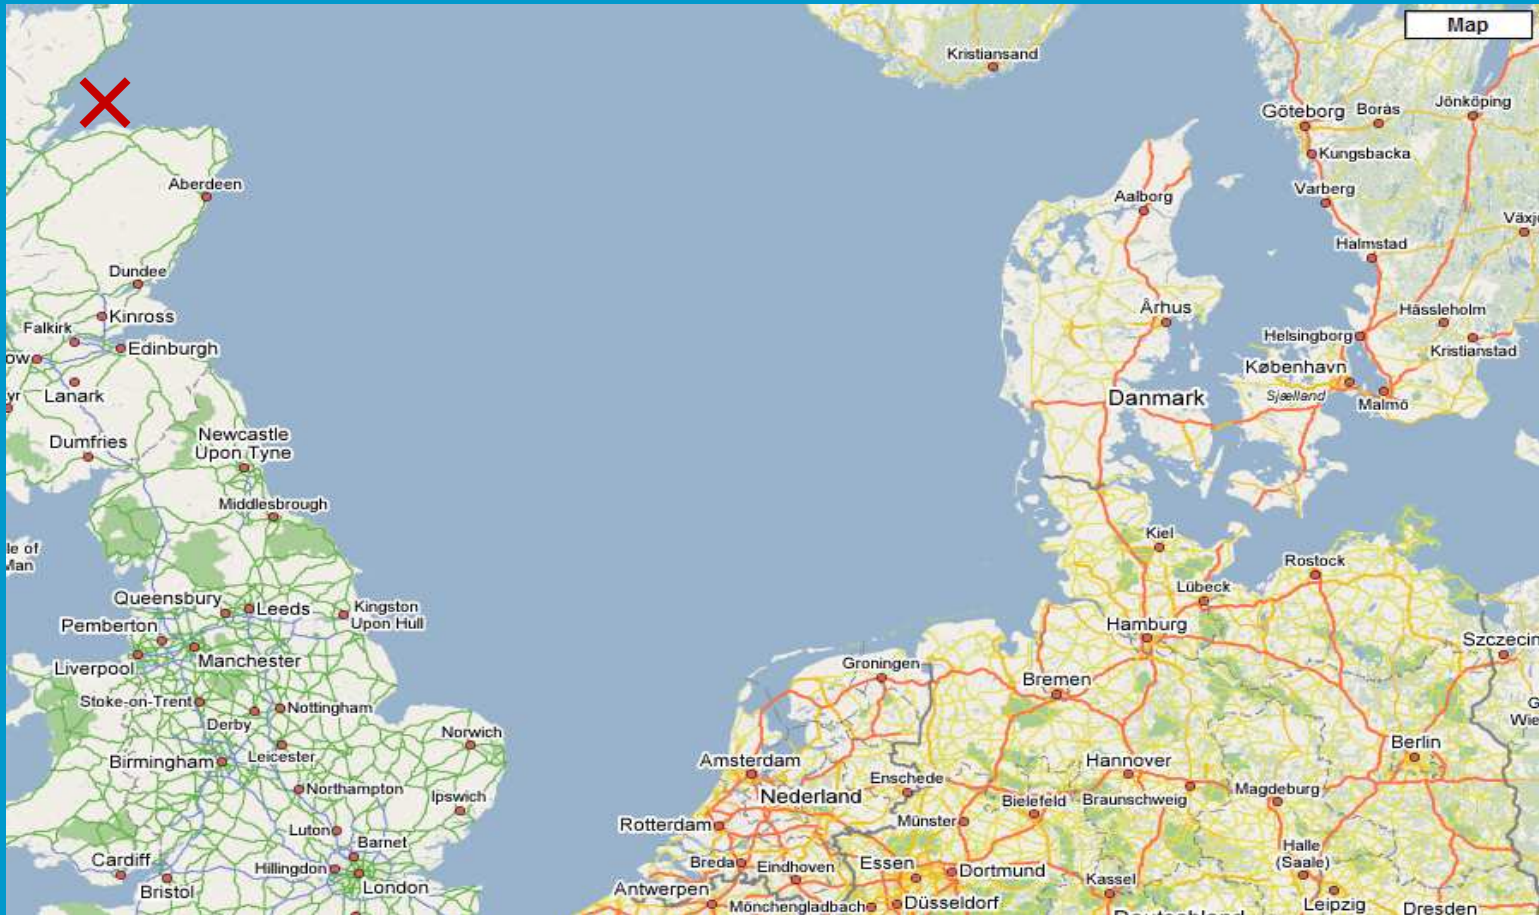 Map
Kristiansand
Göteborg
Borås
Jönköping
Kungsbacka
Aberdeen
Varberg
Aalborg
Halmstad
Dundee
Kinross
Århus
Hässleholm
Falkirk
Edinburgh
Helsingborg
Kristianstad
København
Lanark
Danmark
Sjælland
Malmö
Dumfries
Newcastle
Upon Tyne
Middlesbrough
Kiel
Rostock
Queensbury
Leeds
Kingston
Upon Hull
Lübeck
Pemberton
Hamburg
Liverpool
Manchester
Groningen
Stoke-on-Trent
Nottingham
Derby
Bremen
Norwich
Birmingham
Leicester
Amsterdam
Hannover
Berlin
Enschede
Northampton
Ipswich
Nederland
Bielefeld
Braunschweig
Magdeburg
Luton
Rotterdam
Münster
Barnet
Halle
(Saale)
Cardiff
Hillingdon
Breda
Eindhoven
Essen
Dortmund
Bristol
London
Antwerpen
Mönchengladbach
Düsseldorf
Kassel
Leipzig
Dresden